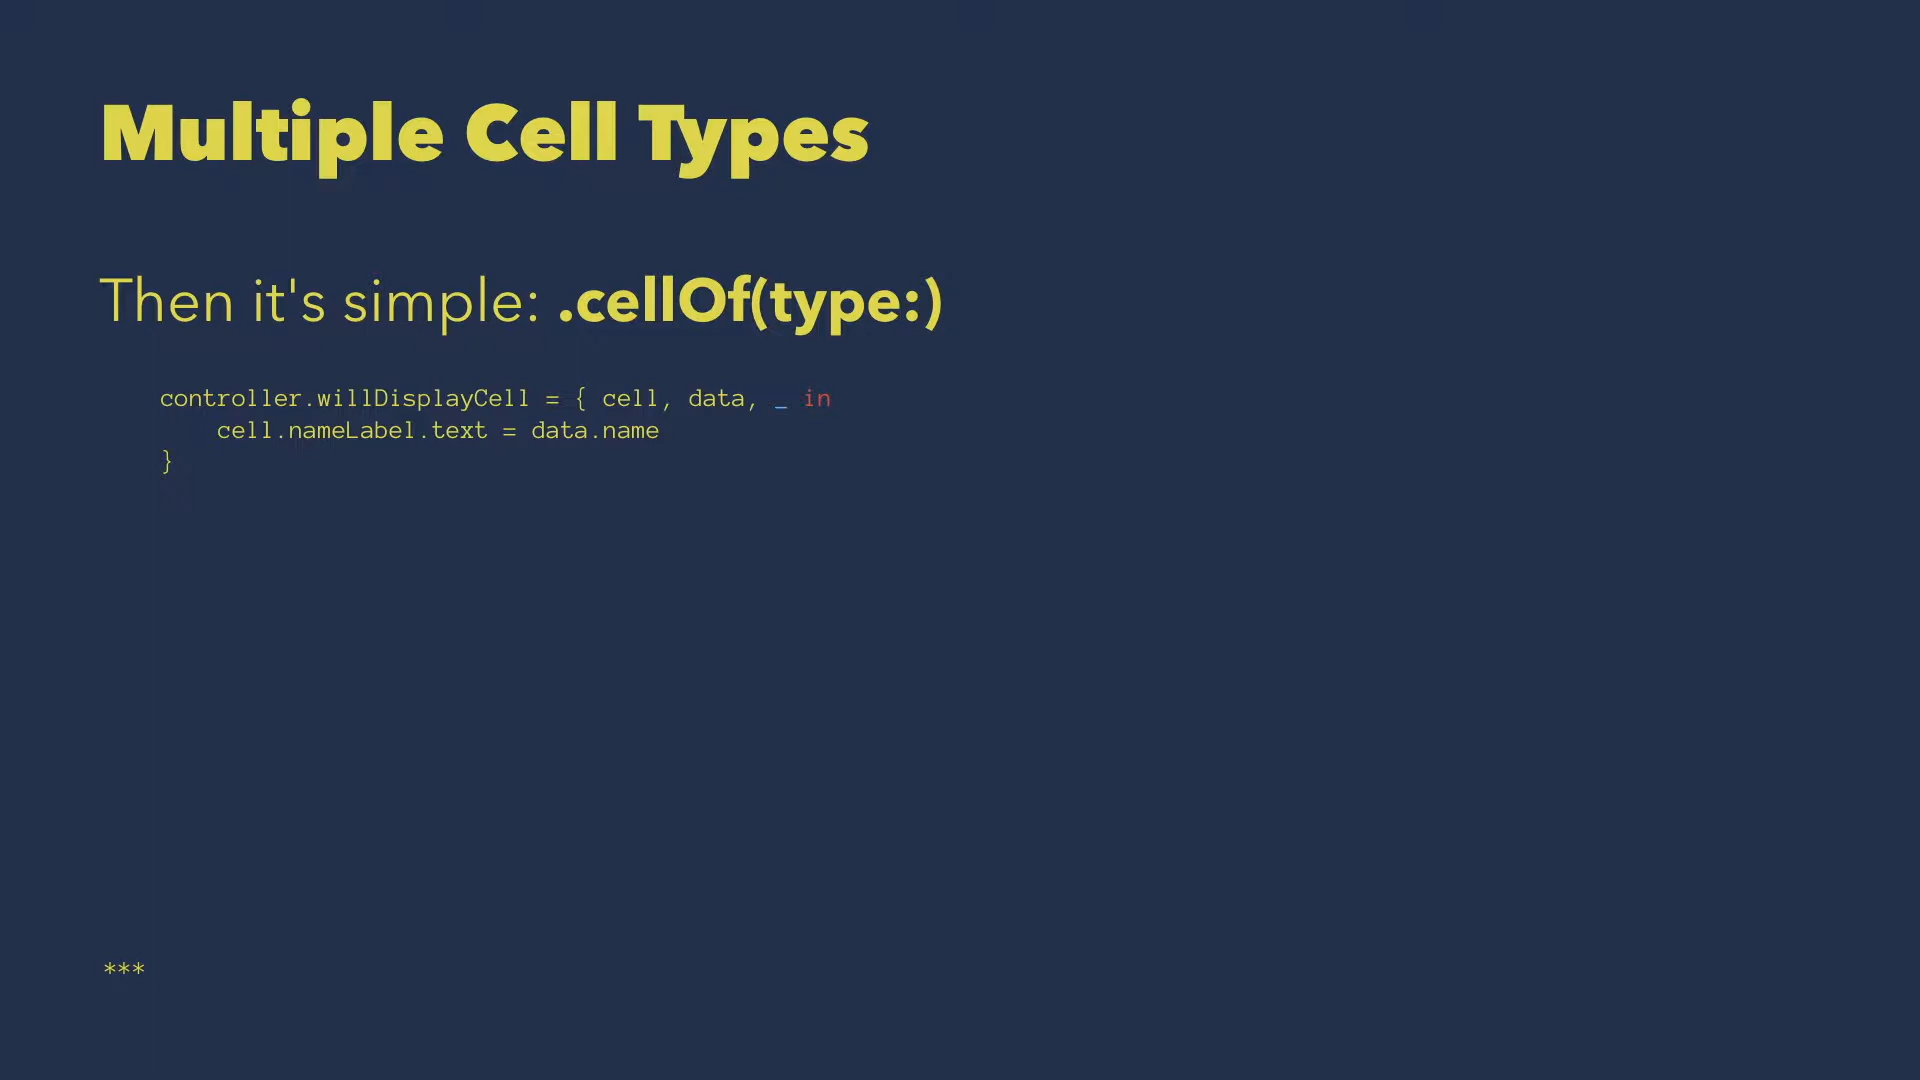 Multiple Cell Types
Then it's simple: .cellOf(type:)
controller.willDisplayCell = { cell, data, _ in
    cell.nameLabel.text = data.name
}
***